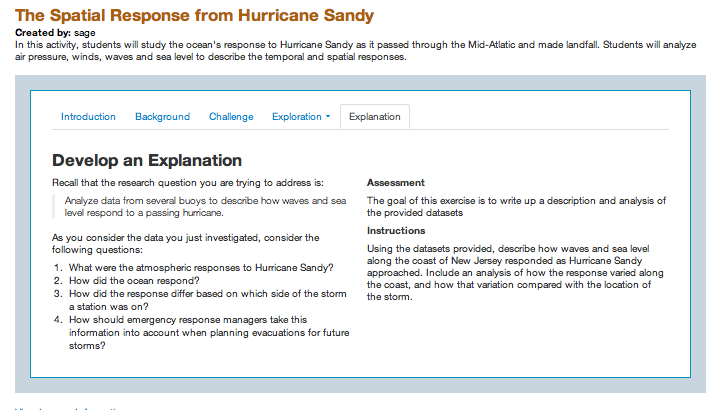 The Spatial Response from Hurricane Sandy
Created by: sage
In this activity, students will study the ocean's response to Hurricane Sandy as it passed through the Mid-Atlatic and made landfall. Students will analyze
air pressure, winds, waves and sea level to describe the temporal and spatial responses.
Introduction Background Challenge Exploration Explanation
Develop an Explanation
Recall that the research question you are trying to address is:
Analyze data from several buoys to describe how waves and sea
level respond to a passing hurricane.
As you consider the data you just investigated, consider the
following questions:
1. What were the atmospheric responses to Hurricane Sandy?
2. How did the ocean respond?
3. How did the response differ based on which side of the storm
a station was on?
4. How should emergency response managers take this
information into account when planning evacuations for future
storms?
Assessment
The goal of this exercise is to write up a description and analysis of
the provided datasets
Instructions
Using the datasets provided, describe how waves and sea level
along the coast of New Jersey responded as Hurricane Sandy
approached. Include an analysis of how the response varied along
the coast, and how that variation compared with the location of
the storm.